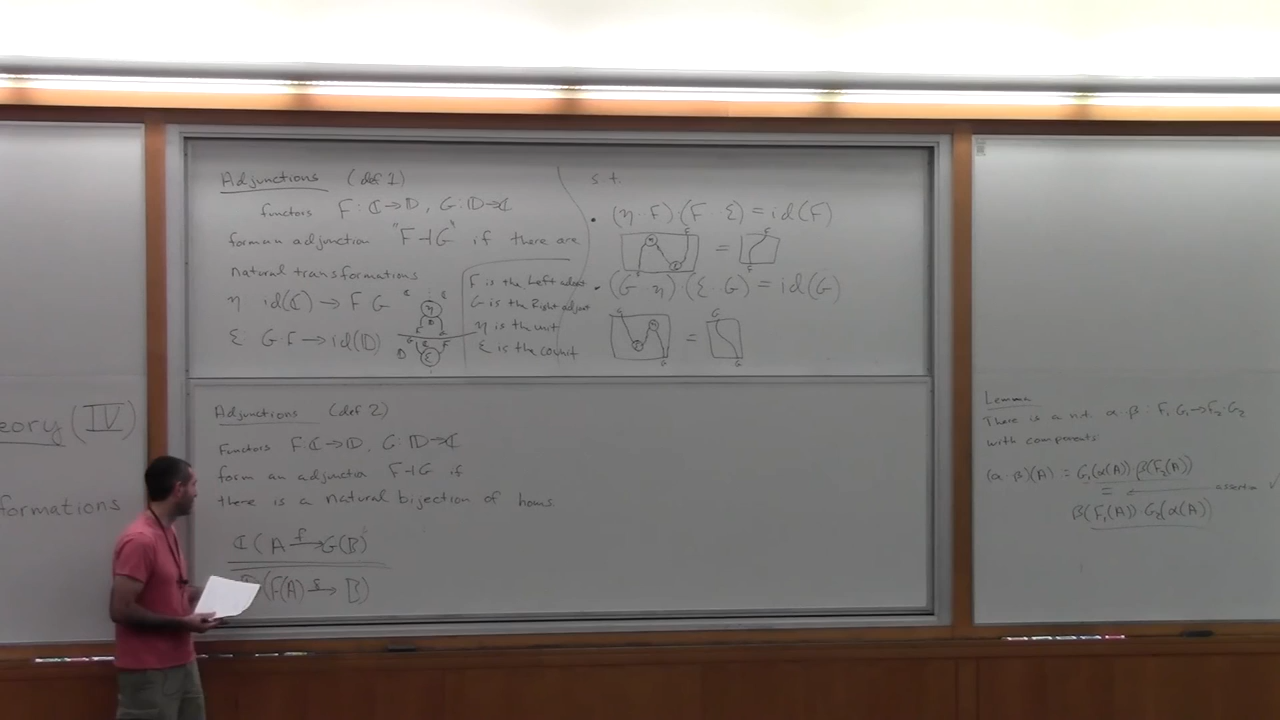 eory (IV)
formations
Adjunctions (def 1)
functors F : ℂ→𝔻, G : 𝔻→ℂ
form an adjunction "F⊣G" if there are
natural transformations
η : id(ℂ) → F·G
ε : G·F → id(𝔻)
F is the Left adjoint
G is the Right adjoint
η is the unit
ε is the counit
s.t.
• (η·F)·(F·ε) = id(F)
=
• (G·η)·(ε·G) = id(G)
=
Adjunctions (def 2)
Functors F : ℂ→𝔻, G : 𝔻→ℂ
form an adjunction F⊣G if
there is a natural bijection of homs
ℂ(A →f G(B))
(F(A) →g B)
Lemma
There is a n.t. α··β : F₁·G₁→F₂·G₂
with components:
(α··β)(A) := G₁(α(A))·β(F₂(A))
= assertion ✓
β(F₁(A))·G₂(α(A))